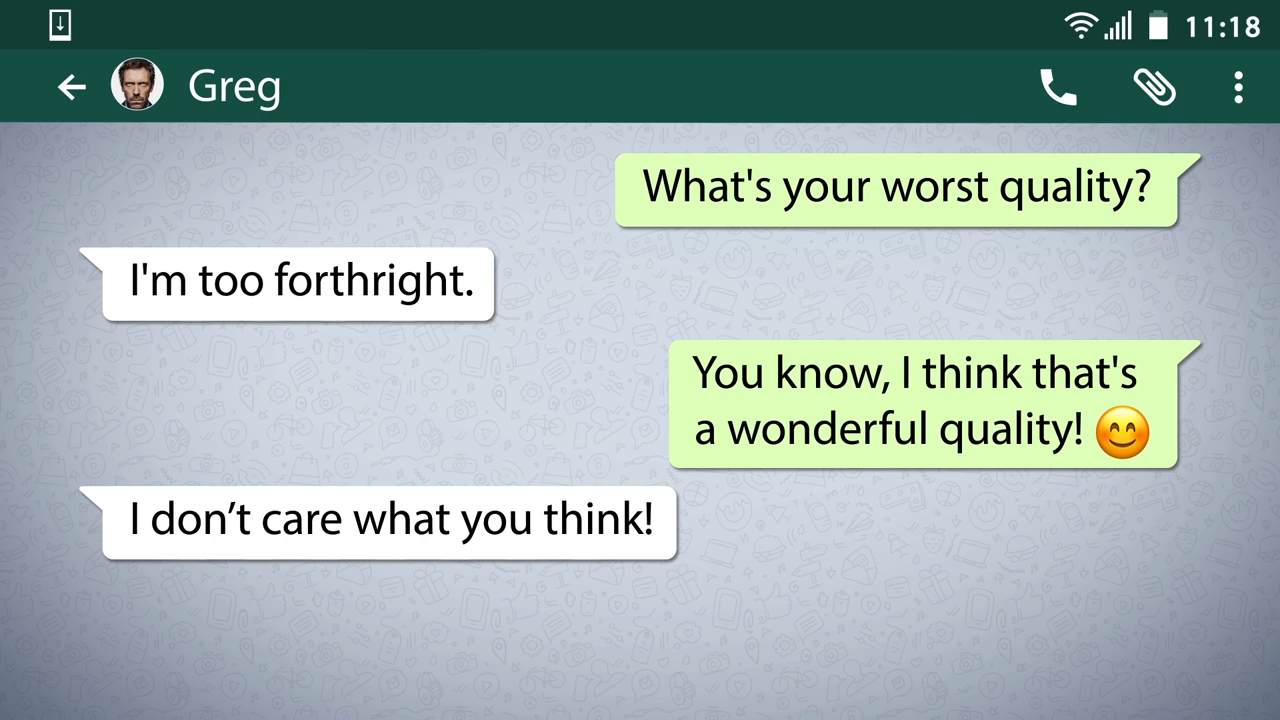 11:18
Greg
What's your worst quality?
I'm too forthright.
You know, I think that's
a wonderful quality! 😊
I don’t care what you think!